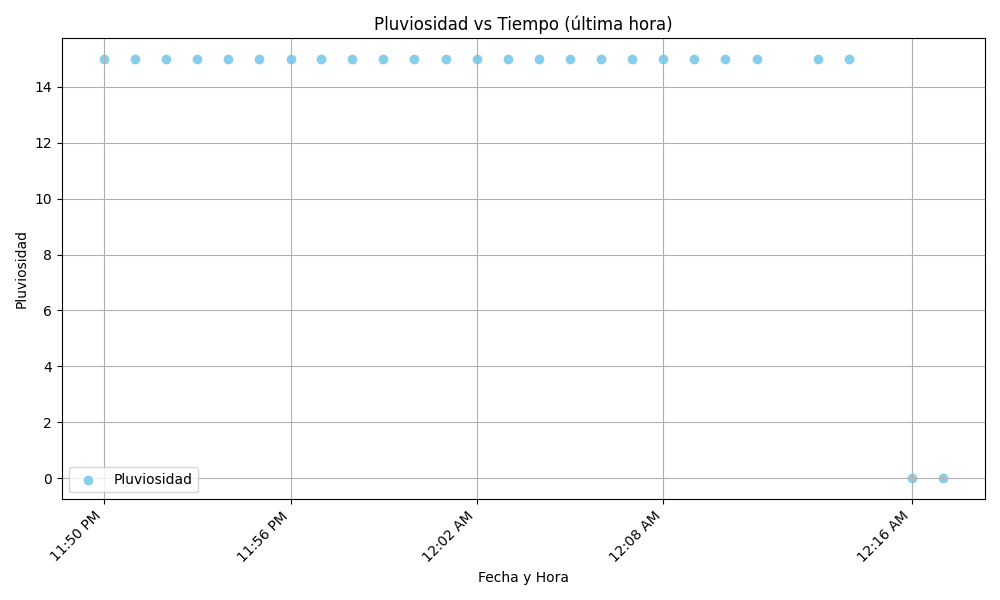 Pluviosidad vs Tiempo (última hora)
Pluviosidad
14
12
10
8
6
4
2
0
Pluviosidad
11:50 PM
11:56 PM
12:02 AM
12:08 AM
12:16 AM
Fecha y Hora